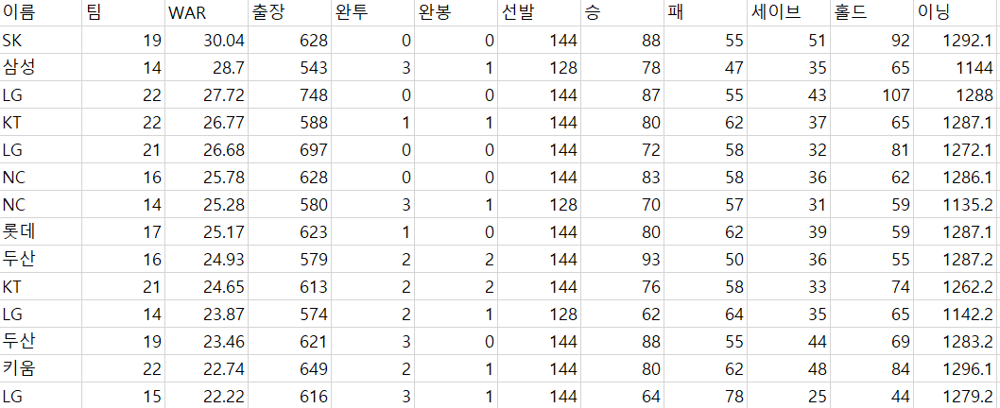 이름 팀 WAR 출장 완투 완봉 선발 승 패 세이브 홀드 이닝
SK 19 30.04 628 0 0 144 88 55 51 92 1292.1
삼성 14 28.7 543 3 1 128 78 47 35 65 1144
LG 22 27.72 748 0 0 144 87 55 43 107 1288
KT 22 26.77 588 1 1 144 80 62 37 65 1287.1
LG 21 26.68 697 0 0 144 72 58 32 81 1272.1
NC 16 25.78 628 0 0 144 83 58 36 62 1286.1
NC 14 25.28 580 3 1 128 70 57 31 59 1135.2
롯데 17 25.17 623 1 0 144 80 62 39 59 1287.1
두산 16 24.93 579 2 2 144 93 50 36 55 1287.2
KT 21 24.65 613 2 2 144 76 58 33 74 1262.2
LG 14 23.87 574 2 1 128 62 64 35 65 1142.2
두산 19 23.46 621 3 0 144 88 55 44 69 1283.2
키움 22 22.74 649 2 1 144 80 62 48 84 1296.1
LG 15 22.22 616 3 1 144 64 78 25 44 1279.2